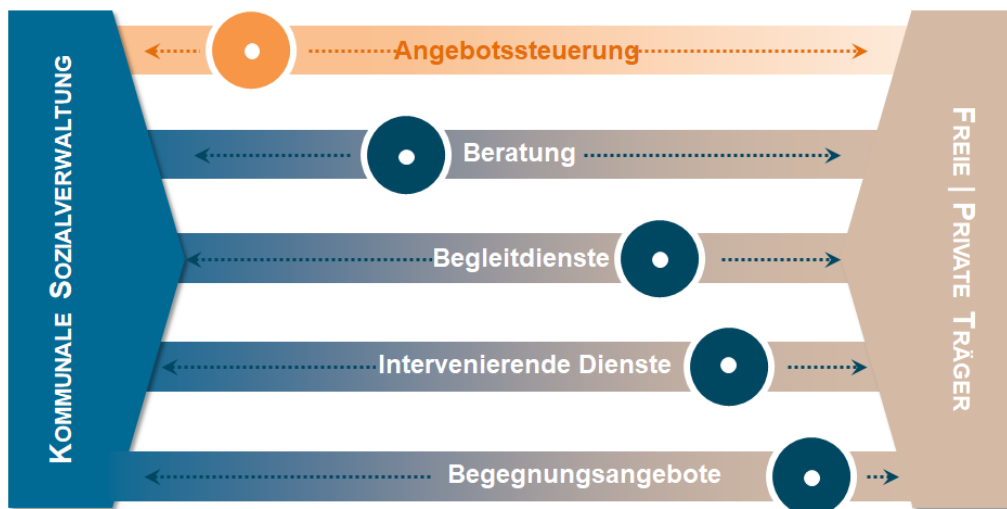 KOMMUNALE SOZIALVERWALTUNG
Angebotssteuerung
Beratung
Begleitdienste
Intervenierende Dienste
Begegnungsangebote
FREIE | PRIVATE TRÄGER